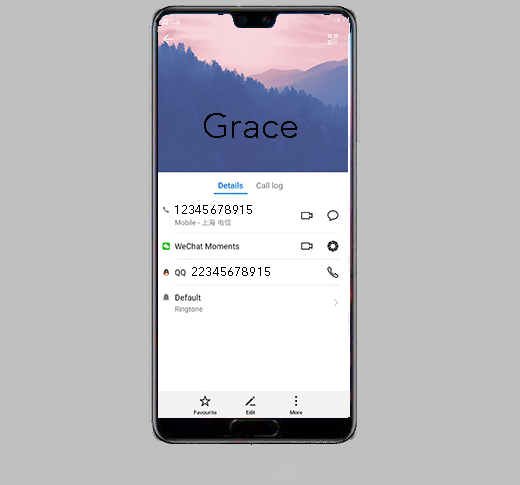 Grace
Details Call log
12345678915
Mobile - 上海 电信
WeChat Moments
QQ 22345678915
Default
Ringtone
Favourite Edit More